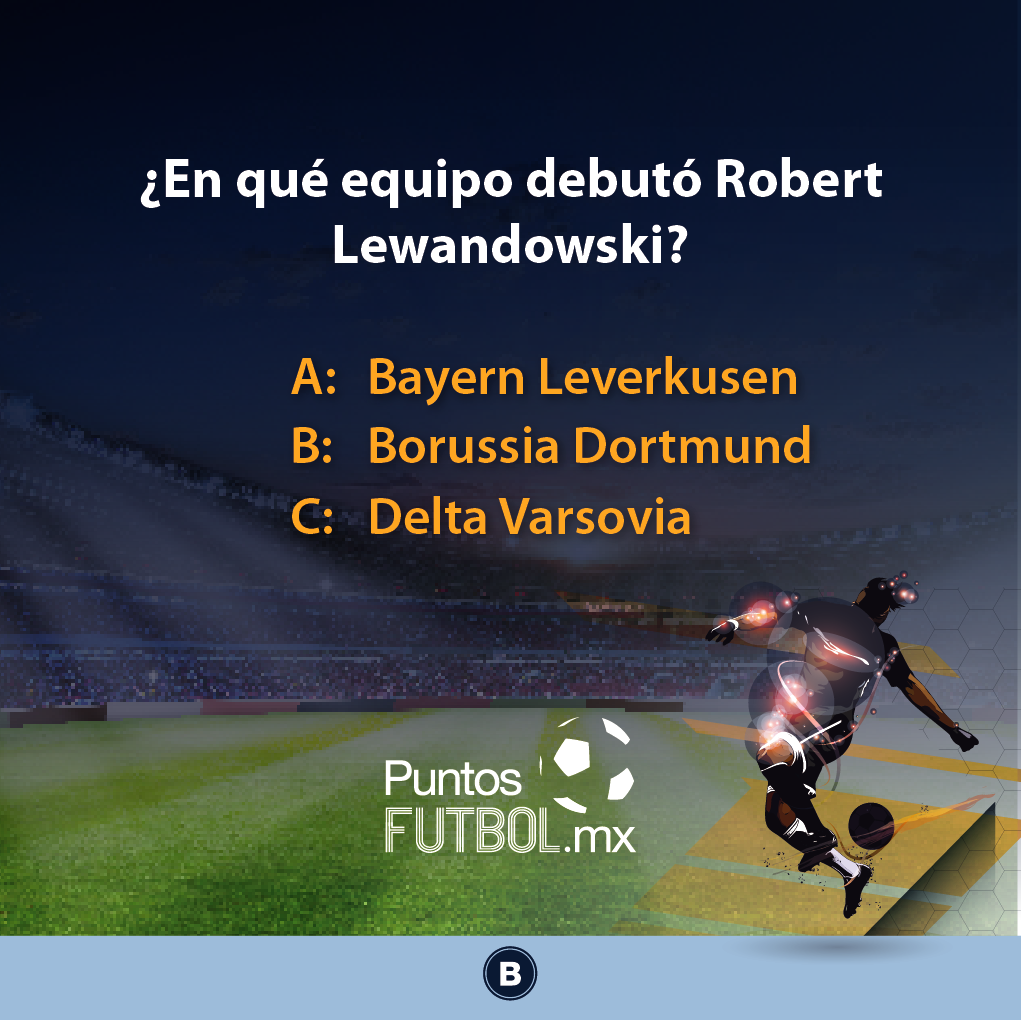 ¿En qué equipo debutó Robert
Lewandowski?
A: Bayern Leverkusen
B: Borussia Dortmund
C: Delta Varsovia
Puntos
FUTBOL.mx
B